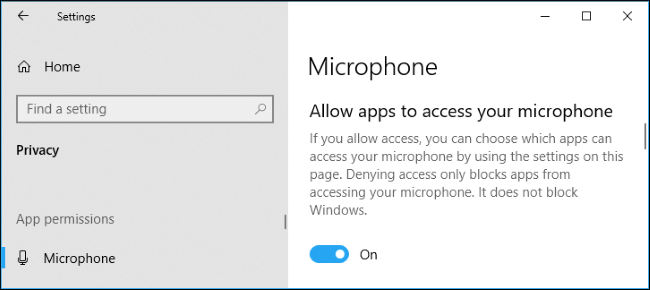 Settings
Home
Find a setting
Privacy
App permissions
Microphone
Microphone
Allow apps to access your microphone
If you allow access, you can choose which apps can
access your microphone by using the settings on this
page. Denying access only blocks apps from
accessing your microphone. It does not block
Windows.
On